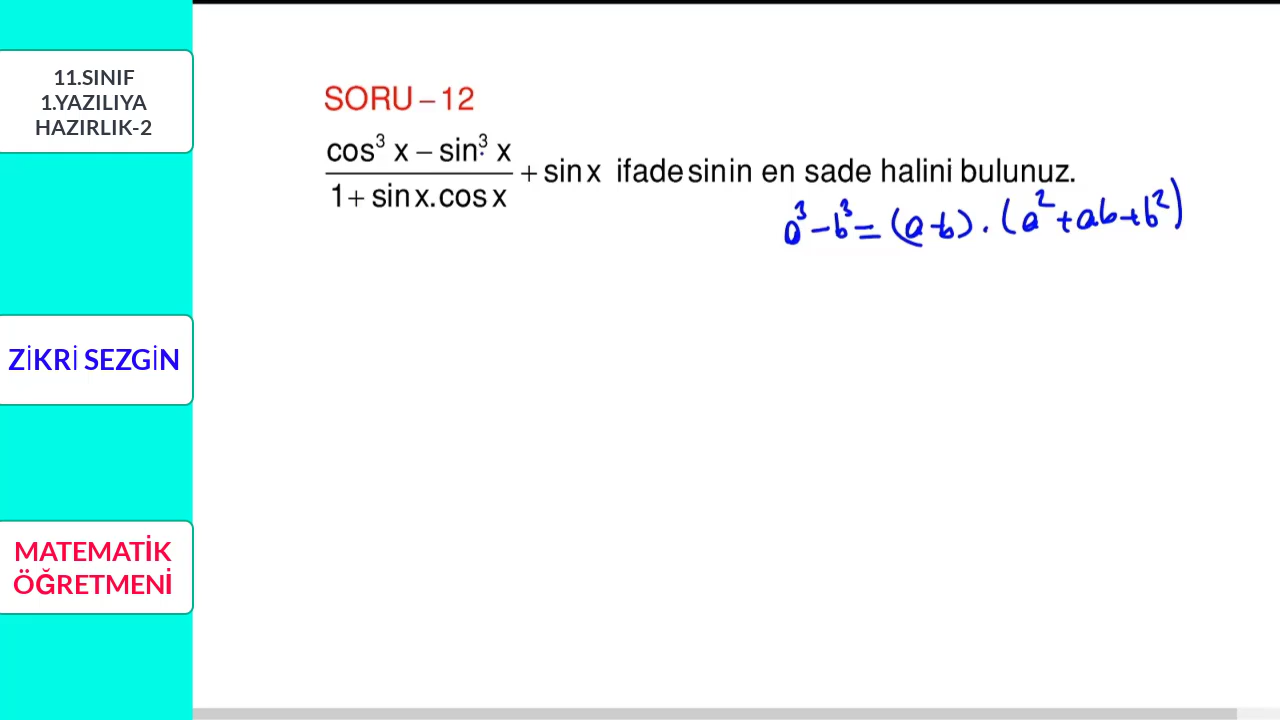 11.SINIF
1.YAZILIYA
HAZIRLIK-2
ZİKRİ SEZGİN
MATEMATİK
ÖĞRETMENİ
SORU – 12
cos³ x – sin³ x
1+ sin x.cos x
+ sin x ifadesinin en sade halini bulunuz.
a³ – b³ = (a-b) . (a² + ab + b²)